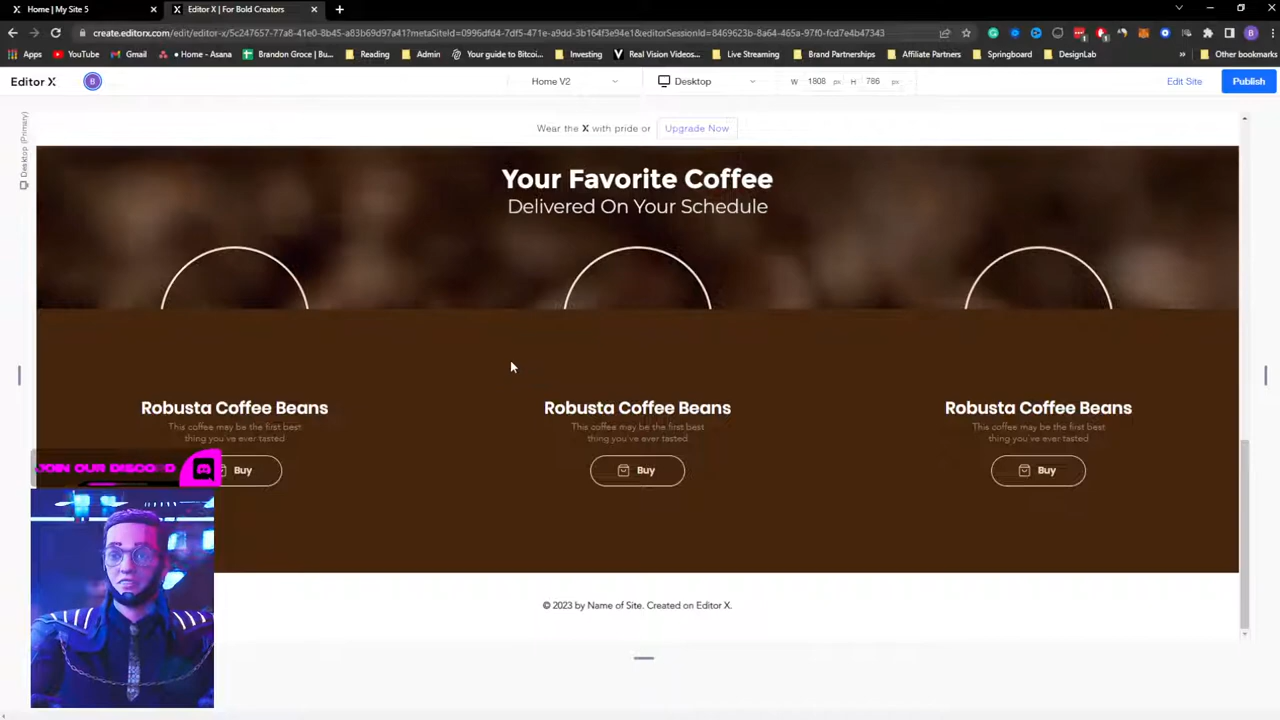 Home | My Site 5
Editor X | For Bold Creators
create.editorx.com/edit/editor-x/5c247657-77a8-41e0-8b45-a83b69d97a41?metaSiteId=0996dfd4-7df5-471e-a9dd-3b164f3e94e1&editorSessionId=8469623b-8a64-465a-97f0-fcd7e4b47343
Apps YouTube Gmail Home - Asana Brandon Groce | Bu... Reading Crypto Admin Your guide to Bitcoi... Investing Real Vision Videos... Live Streaming Brand Partnerships Affiliate Partners Springboard DesignLab » Other bookmarks
Editor X B Home V2 Desktop W 1808 px H 786 px Edit Site Publish
Desktop (Primary)
Wear the X with pride or Upgrade Now
Your Favorite Coffee
Delivered On Your Schedule
Robusta Coffee Beans Robusta Coffee Beans Robusta Coffee Beans
This coffee may be the first best This coffee may be the first best This coffee may be the first best
thing you've ever tasted thing you've ever tasted thing you've ever tasted
JOIN OUR DISCORD Buy Buy Buy
© 2023 by Name of Site. Created on Editor X.